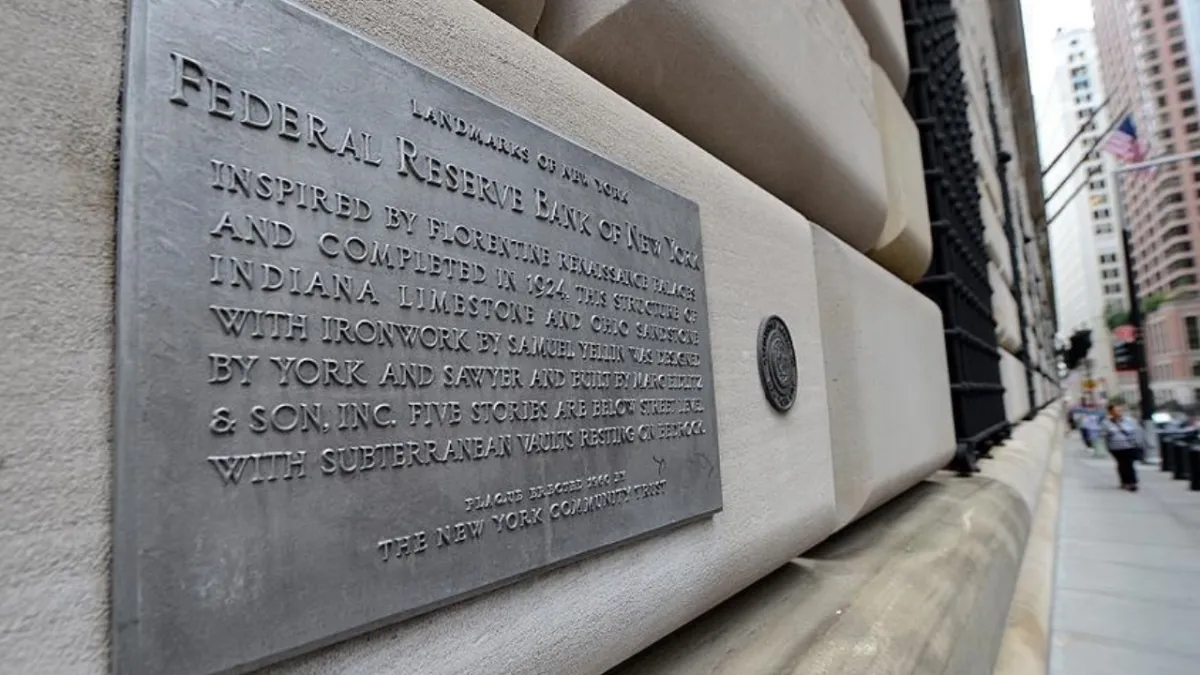 LANDMARKS OF NEW YORK
FEDERAL RESERVE BANK OF NEW YORK
INSPIRED BY FLORENTINE RENAISSANCE PALACES
AND COMPLETED IN 1924, THIS STRUCTURE OF
INDIANA LIMESTONE AND OHIO SANDSTONE
WITH IRONWORK BY SAMUEL YELLIN WAS DESIGNED
BY YORK AND SAWYER AND BUILT BY MARC EIDLITZ
& SON, INC. FIVE STORIES ARE BELOW STREET LEVEL
WITH SUBTERRANEAN VAULTS RESTING ON BEDROCK.
PLAQUE ERECTED BY
THE NEW YORK COMMUNITY TRUST